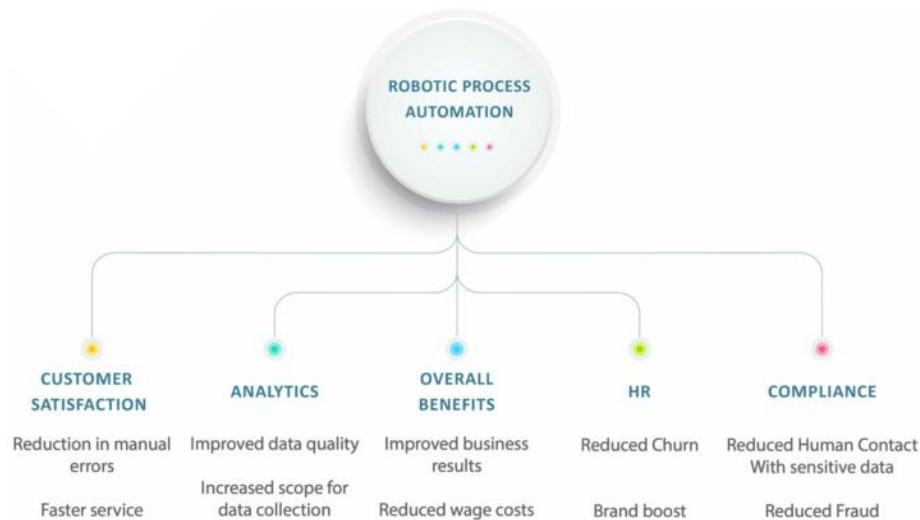 ROBOTIC PROCESS
AUTOMATION
CUSTOMER
SATISFACTION
Reduction in manual
errors
Faster service
ANALYTICS
Improved data quality
Increased scope for
data collection
OVERALL
BENEFITS
Improved business
results
Reduced wage costs
HR
Reduced Churn
Brand boost
COMPLIANCE
Reduced Human Contact
With sensitive data
Reduced Fraud